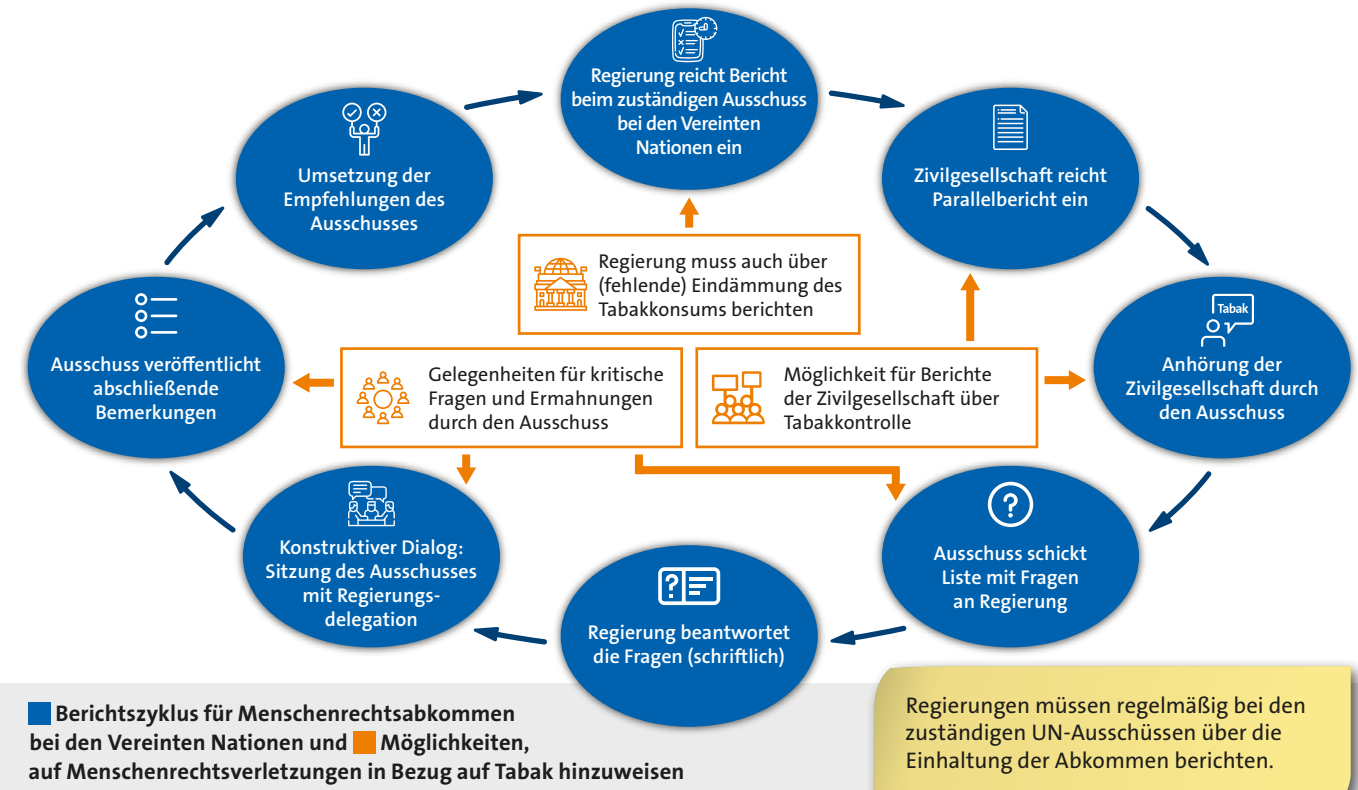 Regierung reicht Bericht
beim zuständigen Ausschuss
bei den Vereinten
Nationen ein
Zivilgesellschaft reicht
Parallelbericht ein
Tabak
Anhörung der
Zivilgesellschaft durch
den Ausschuss
Ausschuss schickt
Liste mit Fragen
an Regierung
Regierung beantwortet
die Fragen (schriftlich)
Konstruktiver Dialog:
Sitzung des Ausschusses
mit Regierungs-
delegation
Ausschuss veröffentlicht
abschließende
Bemerkungen
Umsetzung der
Empfehlungen des
Ausschusses
Regierung muss auch über
(fehlende) Eindämmung des
Tabakkonsums berichten
Gelegenheiten für kritische
Fragen und Ermahnungen
durch den Ausschuss
Möglichkeit für Berichte
der Zivilgesellschaft über
Tabakkontrolle
Berichtszyklus für Menschenrechtsabkommen
bei den Vereinten Nationen und Möglichkeiten,
auf Menschenrechtsverletzungen in Bezug auf Tabak hinzuweisen
Regierungen müssen regelmäßig bei den
zuständigen UN-Ausschüssen über die
Einhaltung der Abkommen berichten.